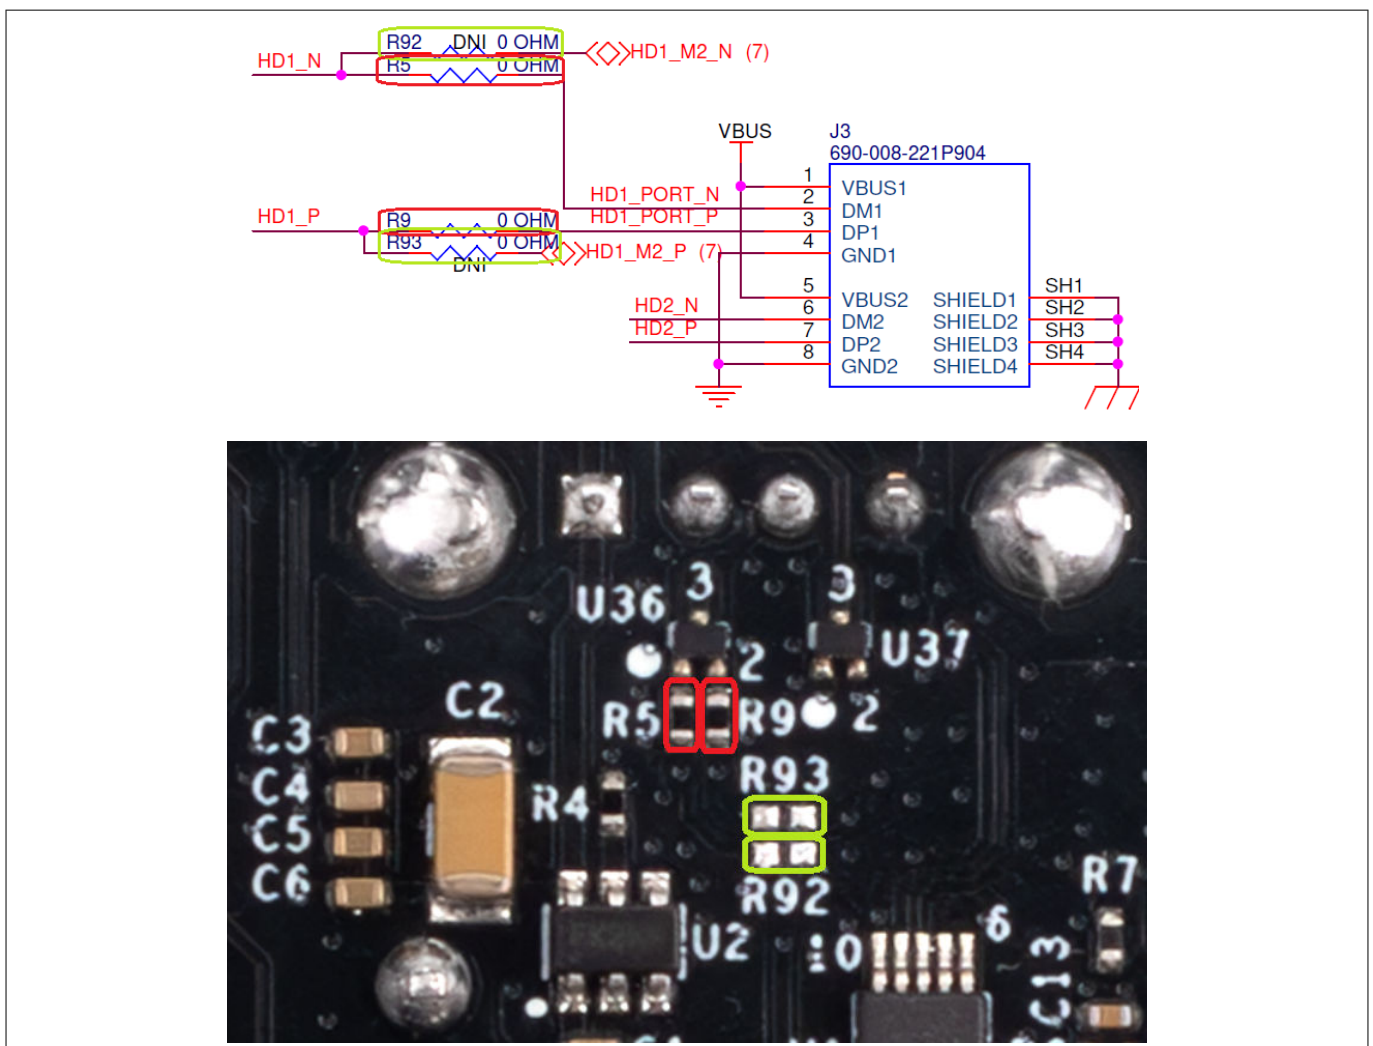 R92 DNI 0 OHM
HD1_M2_N (7)
HD1_N
R5 0 OHM
VBUS
J3
690-008-221P904
1 VBUS1
HD1_PORT_N 2 DM1
HD1_P
R9 0 OHM
HD1_PORT_P 3 DP1
R93 0 OHM
DNI
HD1_M2_P (7)
4 GND1
5 VBUS2 SHIELD1 SH1
HD2_N 6 DM2 SHIELD2 SH2
HD2_P 7 DP2 SHIELD3 SH3
8 GND2 SHIELD4 SH4
3 3
U36
2
U37
C2
R5 R9 2
C3
R93
C4
R4
C5
C6
R92
R7
U2
0
6
C13